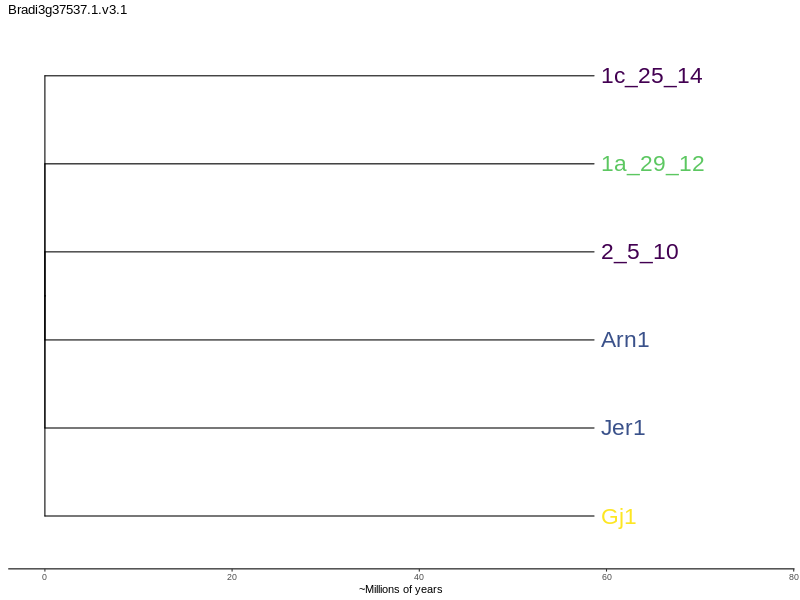 Bradi3g37537.1.v3.1
1c_25_14
1a_29_12
2_5_10
Arn1
Jer1
Gj1
0 20 40 60 80
~Millions of years